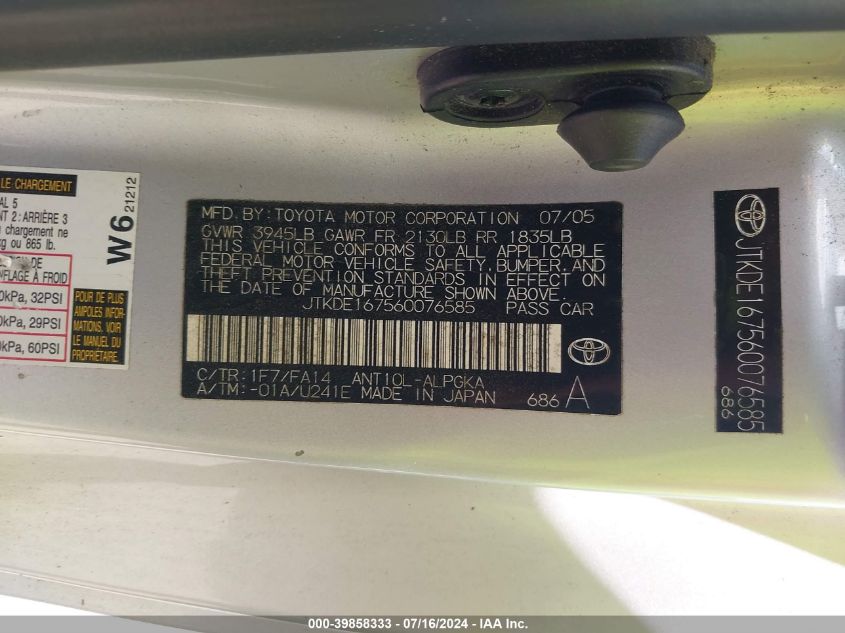 LE CHARGEMENT
AL 5
NT 2: ARRIÈRE 3
chargement ne
rg ou 865 lb.
DE
NFLAGE À FROID
0kPa, 32PSI
0kPa, 29PSI
0kPa, 60PSI
W6 21212
POUR DE PLUS
AMPLES INFOR-
MATIONS, VOIR
LE MANUEL DU
PROPRIÉTAIRE.
MFD. BY: TOYOTA MOTOR CORPORATION 07/05
GVWR 3945LB GAWR FR 2130LB RR 1835LB
THIS VEHICLE CONFORMS TO ALL APPLICABLE
FEDERAL MOTOR VEHICLE SAFETY, BUMPER, AND
THEFT PREVENTION STANDARDS IN EFFECT ON
THE DATE OF MANUFACTURE SHOWN ABOVE.
JTKDE167560076585 PASS CAR
C/TR: 1F7/FA14 ANT10L-ALPGKA
A/TM: -01A/U241E MADE IN JAPAN 686 A
JTKDE167560076585
686
000-39858333 - 07/16/2024 - IAA Inc.